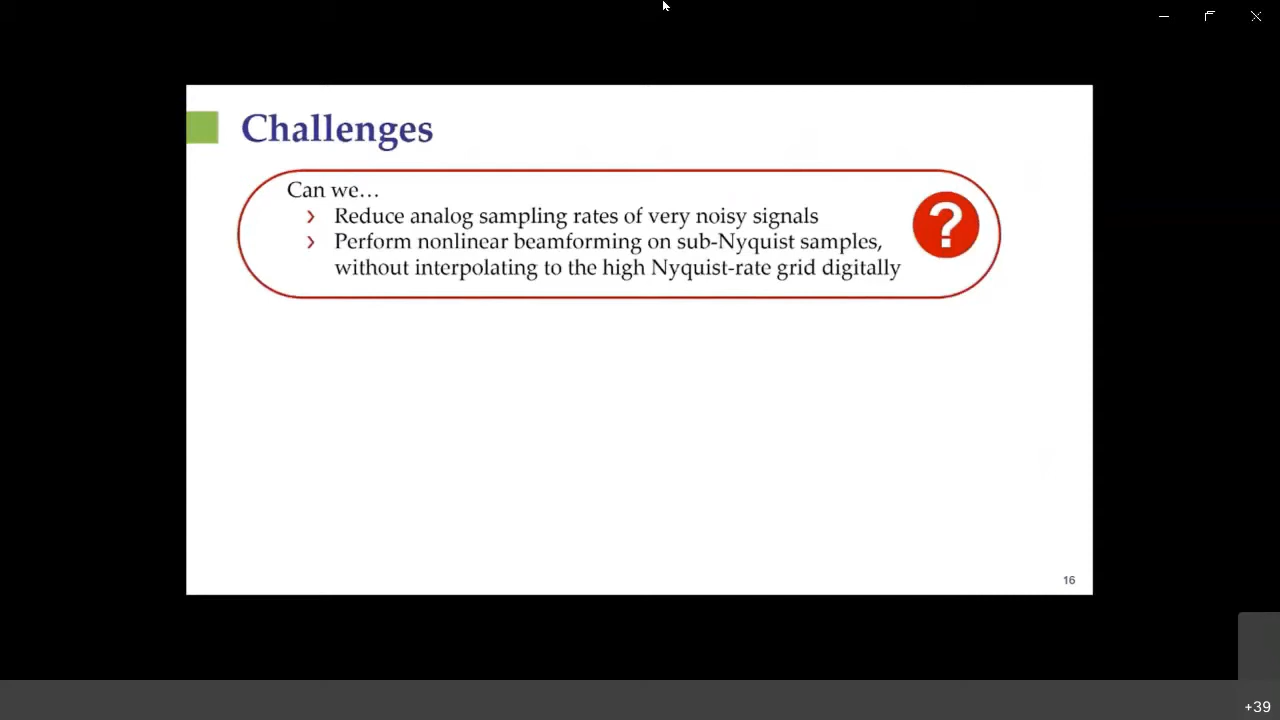 Challenges
Can we…
› Reduce analog sampling rates of very noisy signals
› Perform nonlinear beamforming on sub-Nyquist samples,
without interpolating to the high Nyquist-rate grid digitally
?
16
+39